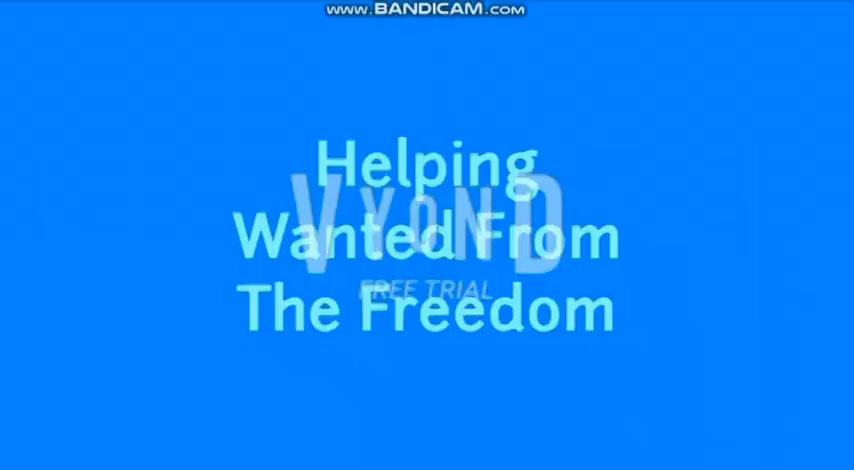 www.BANDICAM.com
Helping
VYOND
Wanted From
FREE TRIAL
The Freedom